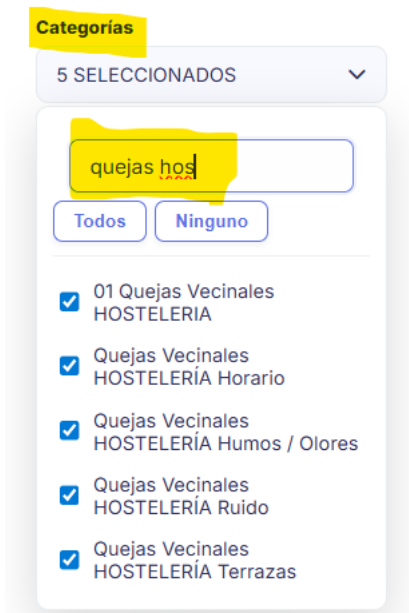 Categorías
5 SELECCIONADOS
quejas hos
Todos Ninguno
01 Quejas Vecinales
HOSTELERIA
Quejas Vecinales
HOSTELERÍA Horario
Quejas Vecinales
HOSTELERÍA Humos / Olores
Quejas Vecinales
HOSTELERÍA Ruido
Quejas Vecinales
HOSTELERÍA Terrazas